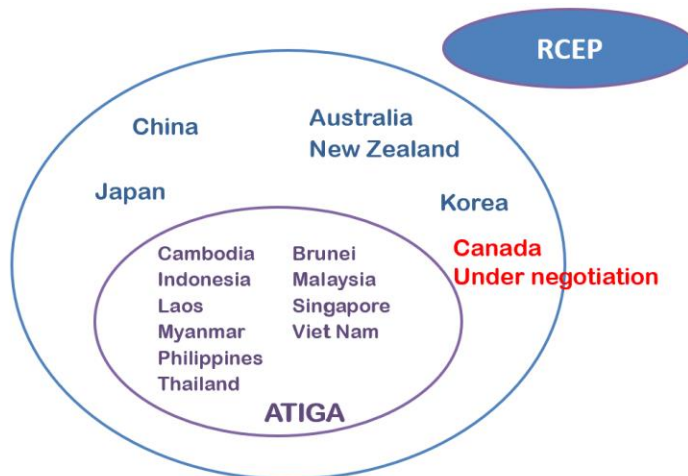 RCEP
China
Australia
New Zealand
Japan
Korea
Canada
Under negotiation
Cambodia
Indonesia
Laos
Myanmar
Philippines
Thailand
Brunei
Malaysia
Singapore
Viet Nam
ATIGA